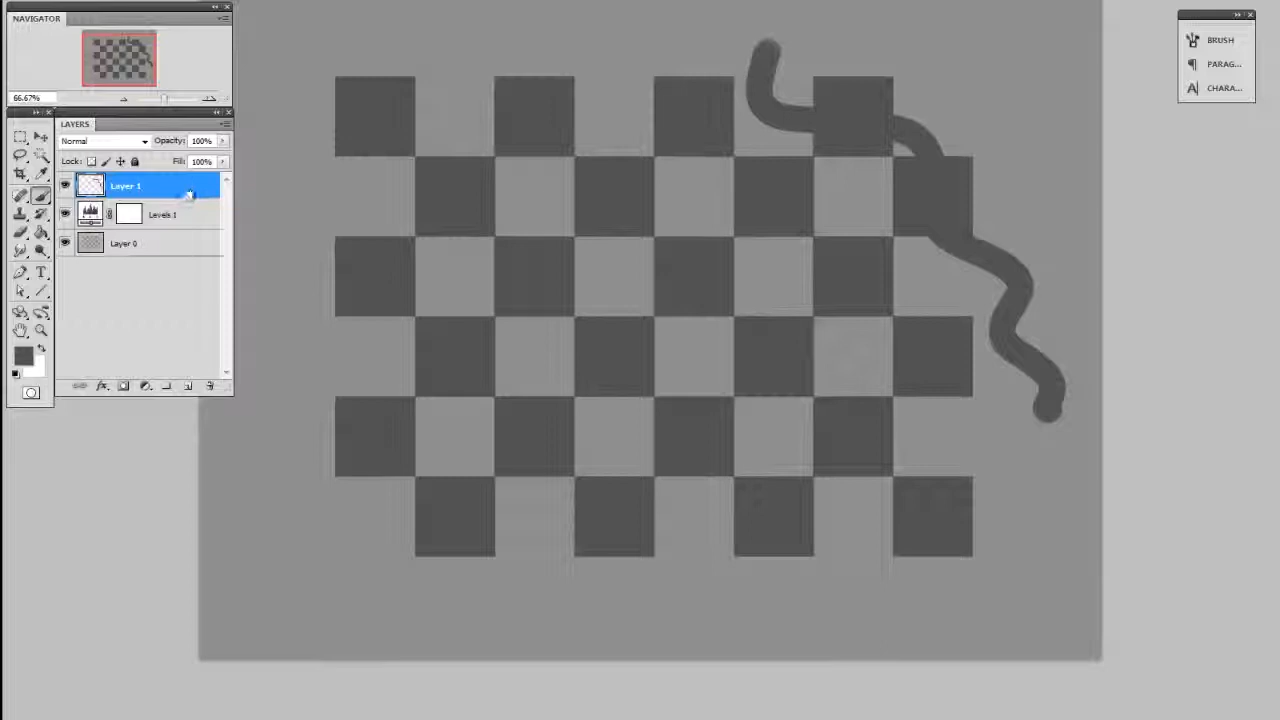 NAVIGATOR
66.67%
LAYERS
Normal
Opacity: 100%
Lock:
Fill: 100%
Layer 1
Levels 1
Layer 0
T
BRUSH
PARAG...
A CHARA...